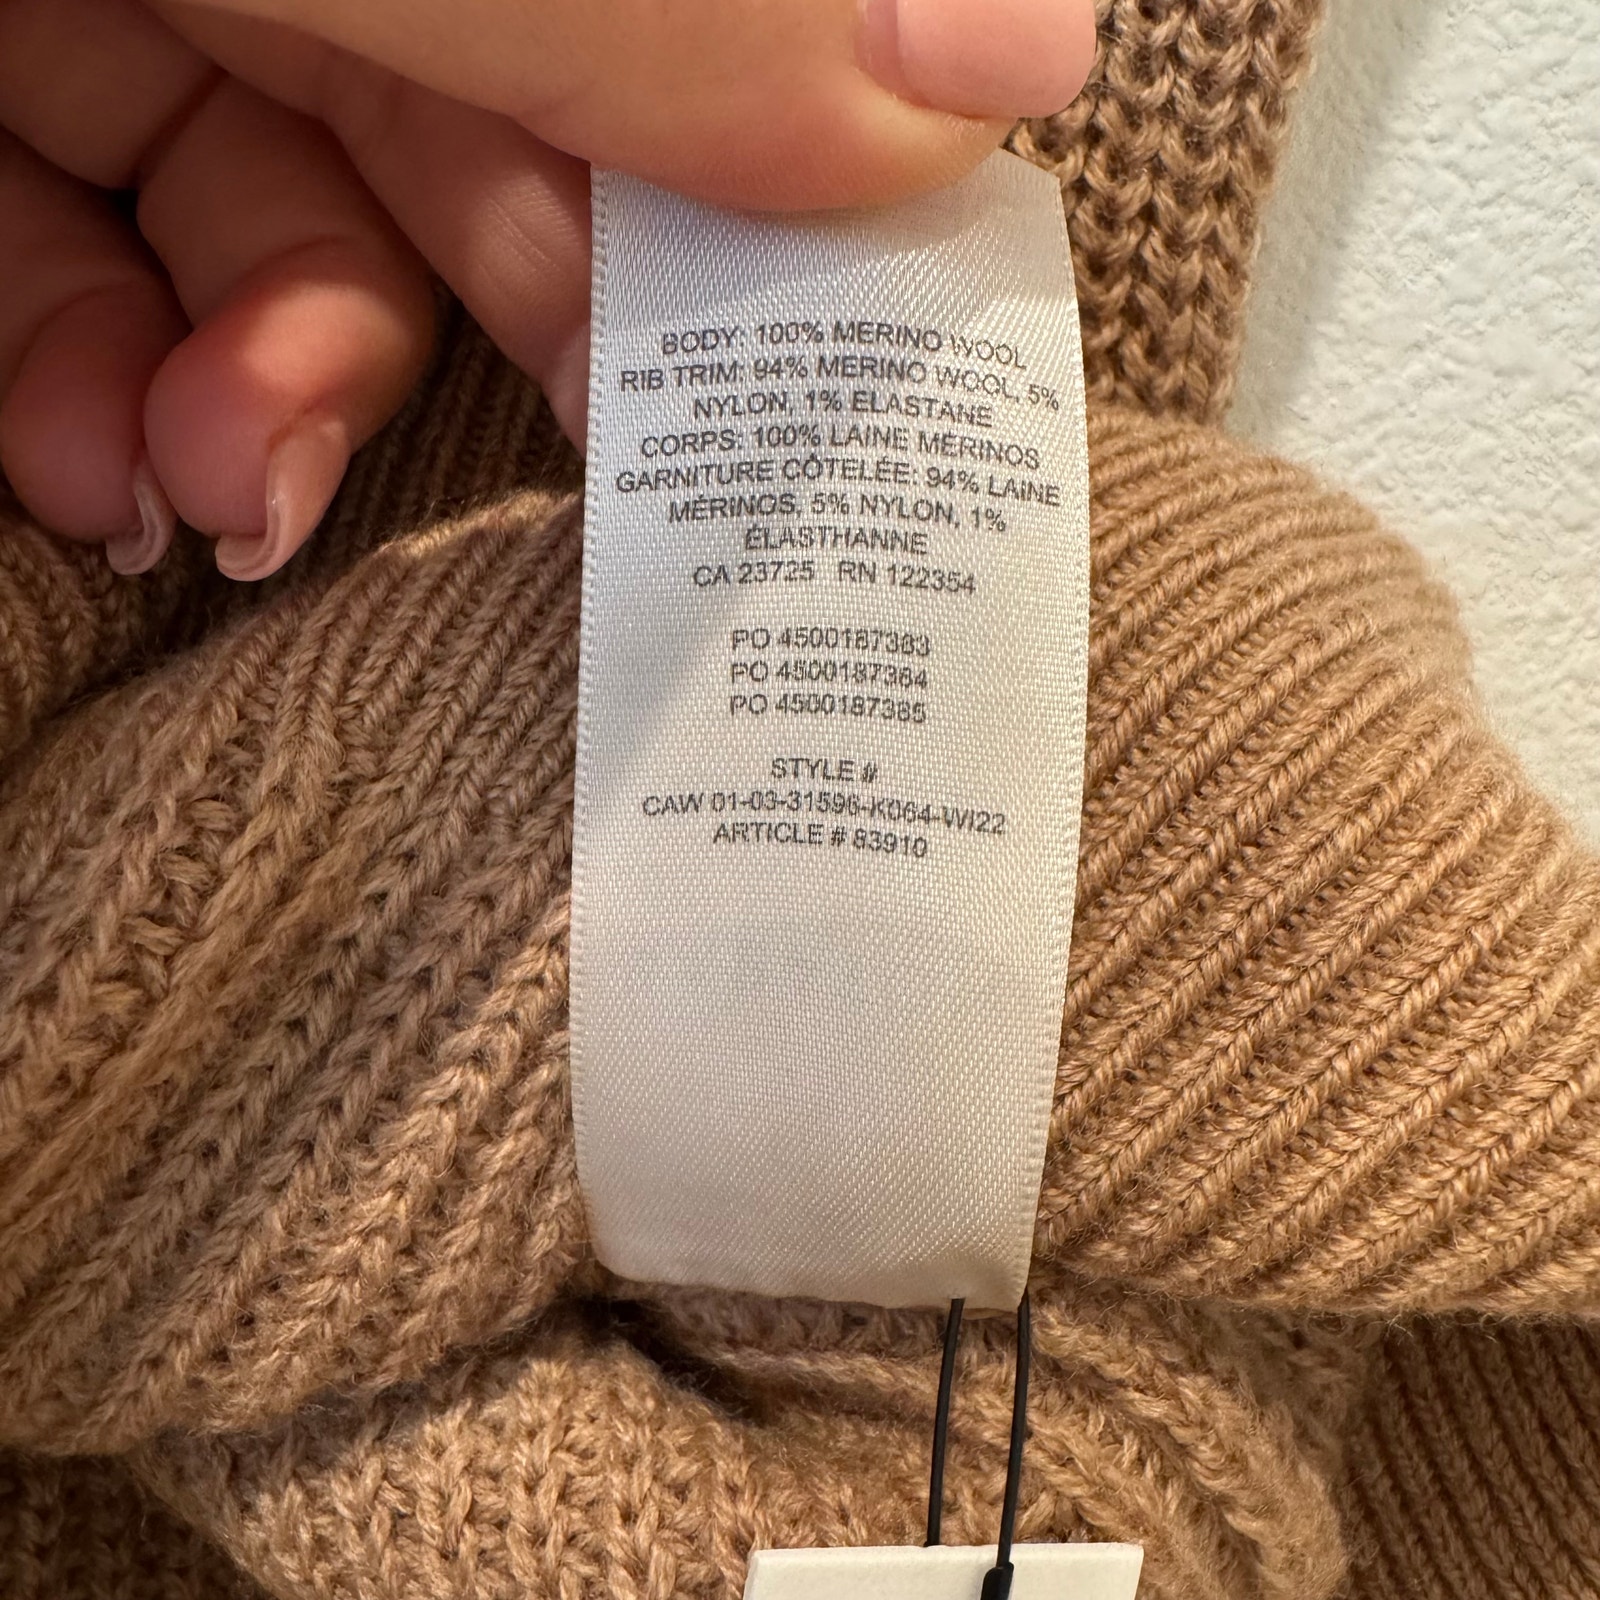 BODY: 100% MERINO WOOL
RIB TRIM: 94% MERINO WOOL, 5%
NYLON, 1% ELASTANE
CORPS: 100% LAINE MÉRINOS
GARNITURE CÔTELÉE: 94% LAINE
MÉRINOS, 5% NYLON, 1%
ÉLASTHANNE
CA 23725 RN 122354
PO 4500187383
PO 4500187384
PO 4500187385
STYLE #
CAW 01-03-31596-K064-WI22
ARTICLE # 83910